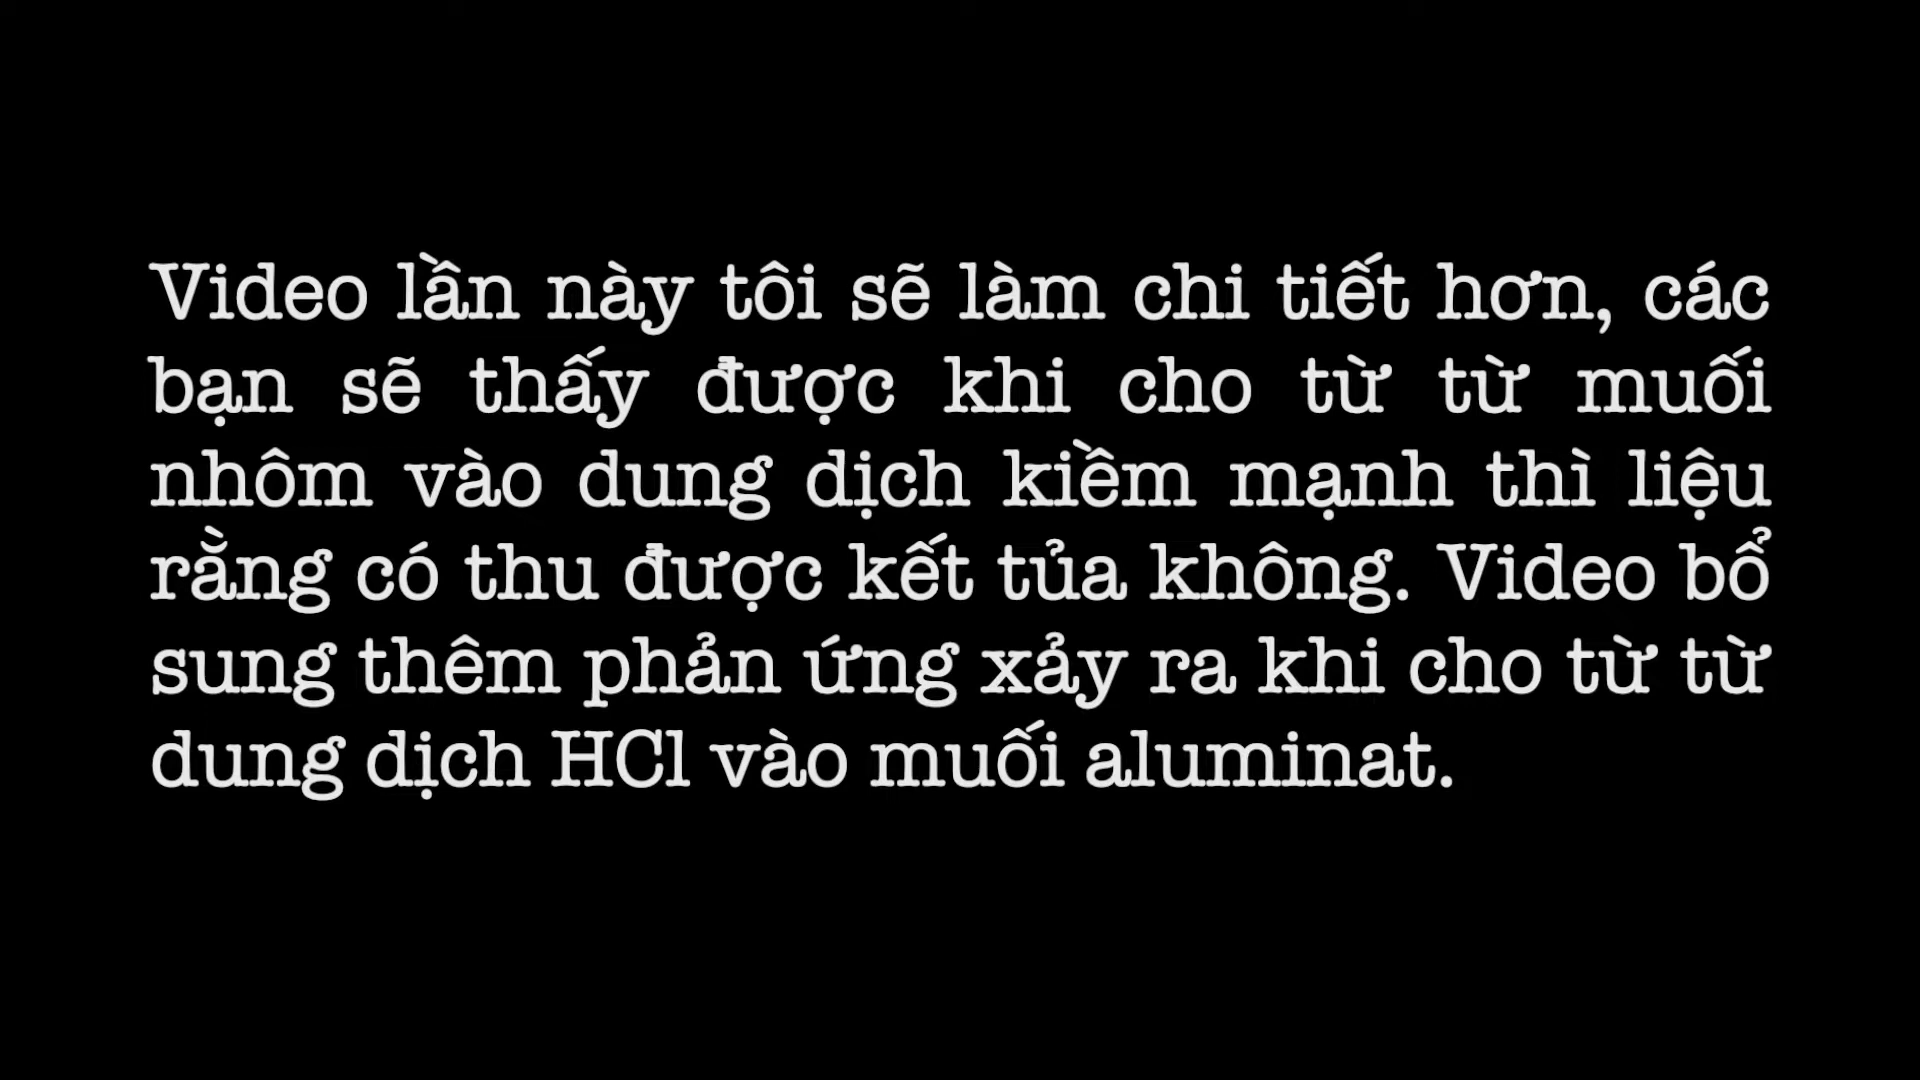 Video lần này tôi sẽ làm chi tiết hơn, các
bạn sẽ thấy được khi cho từ từ muối
nhôm vào dung dịch kiềm mạnh thì liệu
rằng có thu được kết tủa không. Video bổ
sung thêm phản ứng xảy ra khi cho từ từ
dung dịch HCl vào muối aluminat.